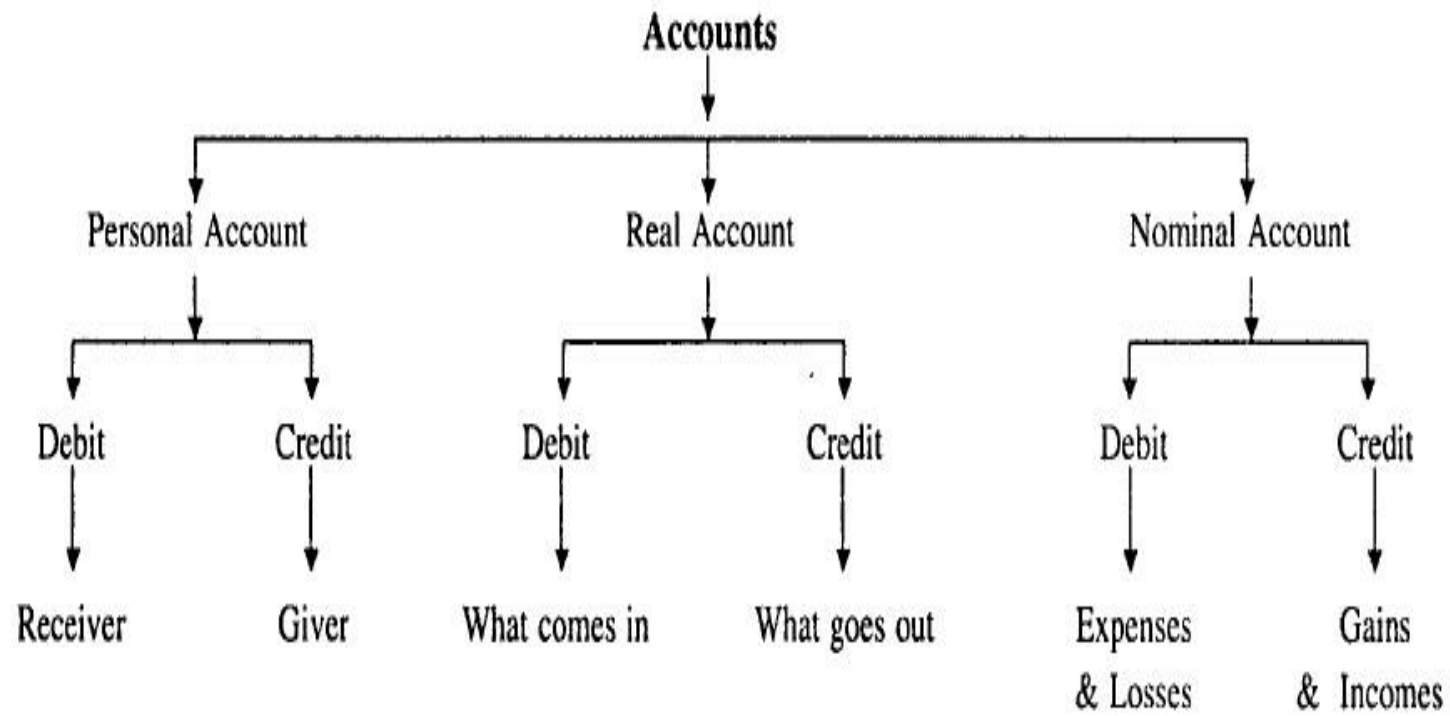 Accounts
Personal Account
Real Account
Nominal Account
Debit
Credit
Debit
Credit
Debit
Credit
Receiver
Giver
What comes in
What goes out
Expenses
& Losses
Gains
& Incomes